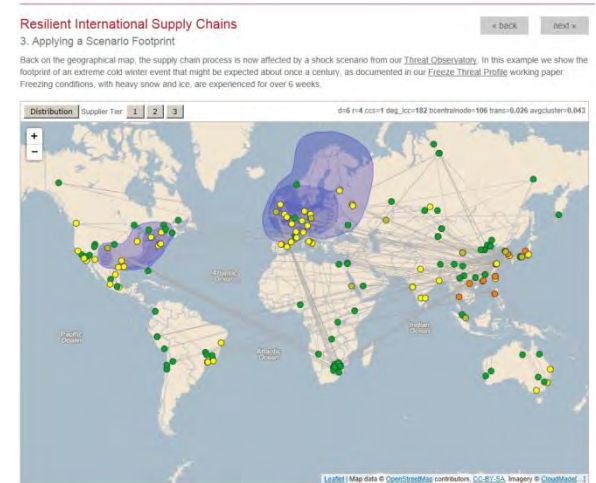 Resilient International Supply Chains
« back
next »
3. Applying a Scenario Footprint
Back on the geographical map, the supply chain process is now affected by a shock scenario from our Threat Observatory. In this example we show the
footprint of an extreme cold winter event that might be expected about once a century, as documented in our Freeze Threat Profile working paper.
Freezing conditions, with heavy snow and ice, are experienced for over 6 weeks.
Distribution Supplier Tier: 1 2 3
d=6 r=4 ccs=1 deg_lcc=182 bcentralnode=106 trans=0.026 avgcluster=0.043
+
−
Atlantic
Ocean
Pacific
Ocean
Atlantic
Ocean
Indian
Ocean
Leaflet | Map data © OpenStreetMap contributors, CC-BY-SA, Imagery © CloudMade[...]